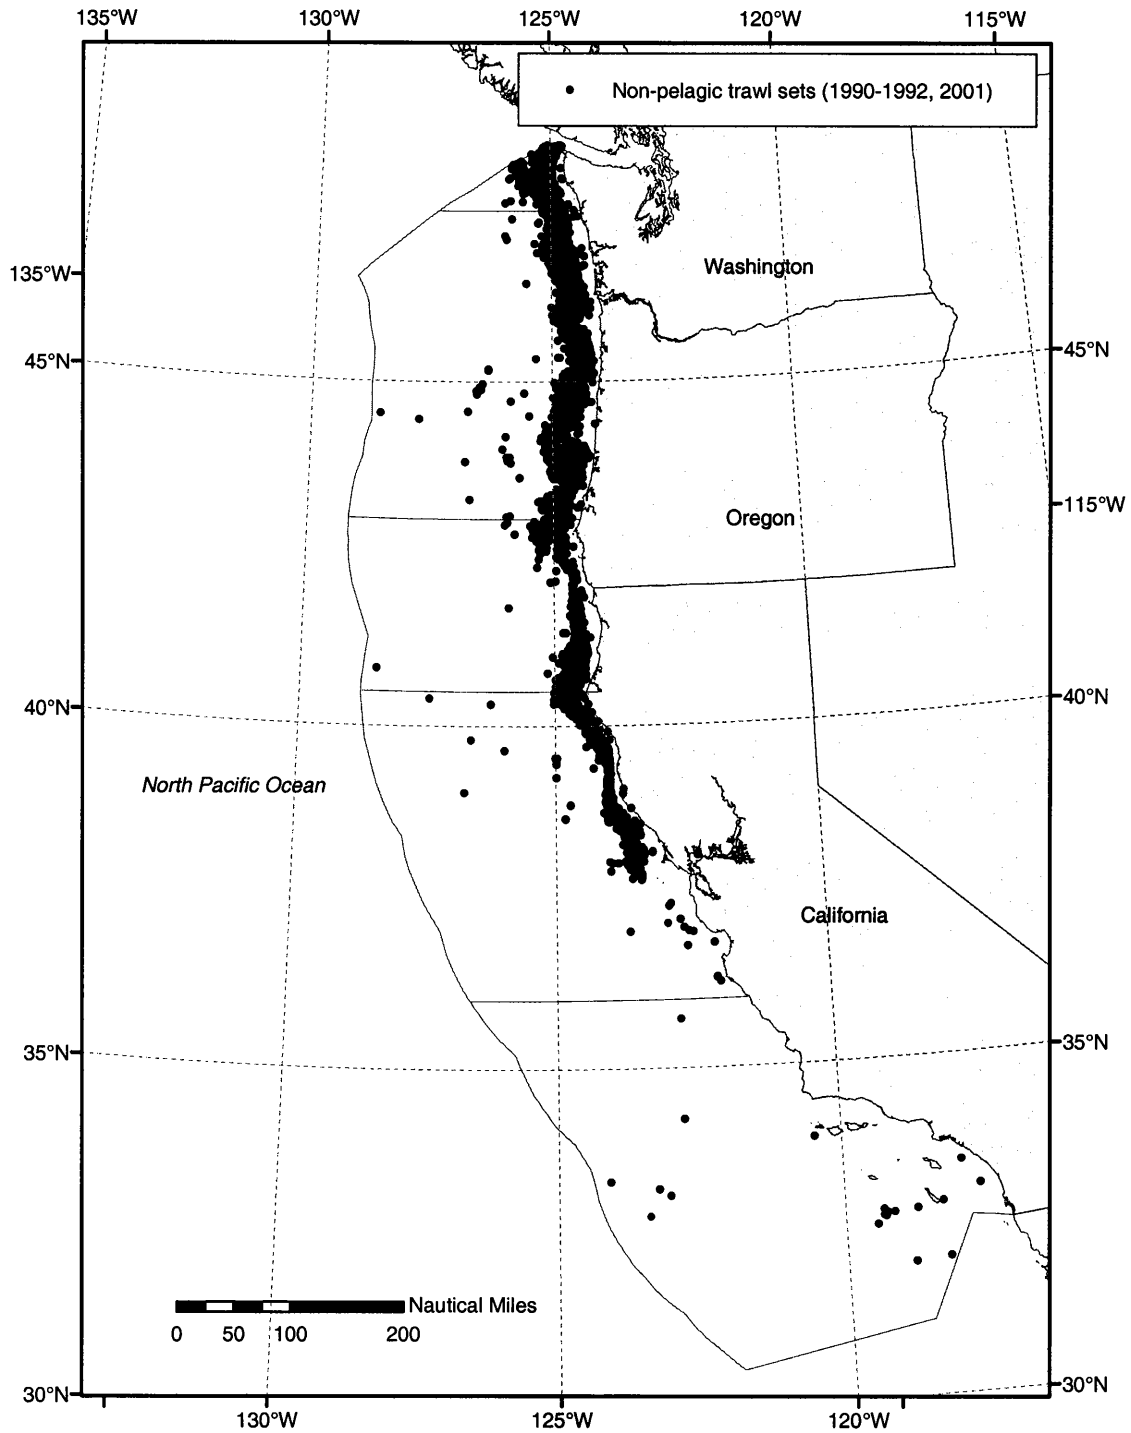 135°W 130°W 125°W 120°W 115°W
Non-pelagic trawl sets (1990-1992, 2001)
Washington
135°W
45°N 45°N
115°W
Oregon
40°N 40°N
North Pacific Ocean
California
35°N 35°N
Nautical Miles
0 50 100 200
30°N 30°N
130°W 125°W 120°W